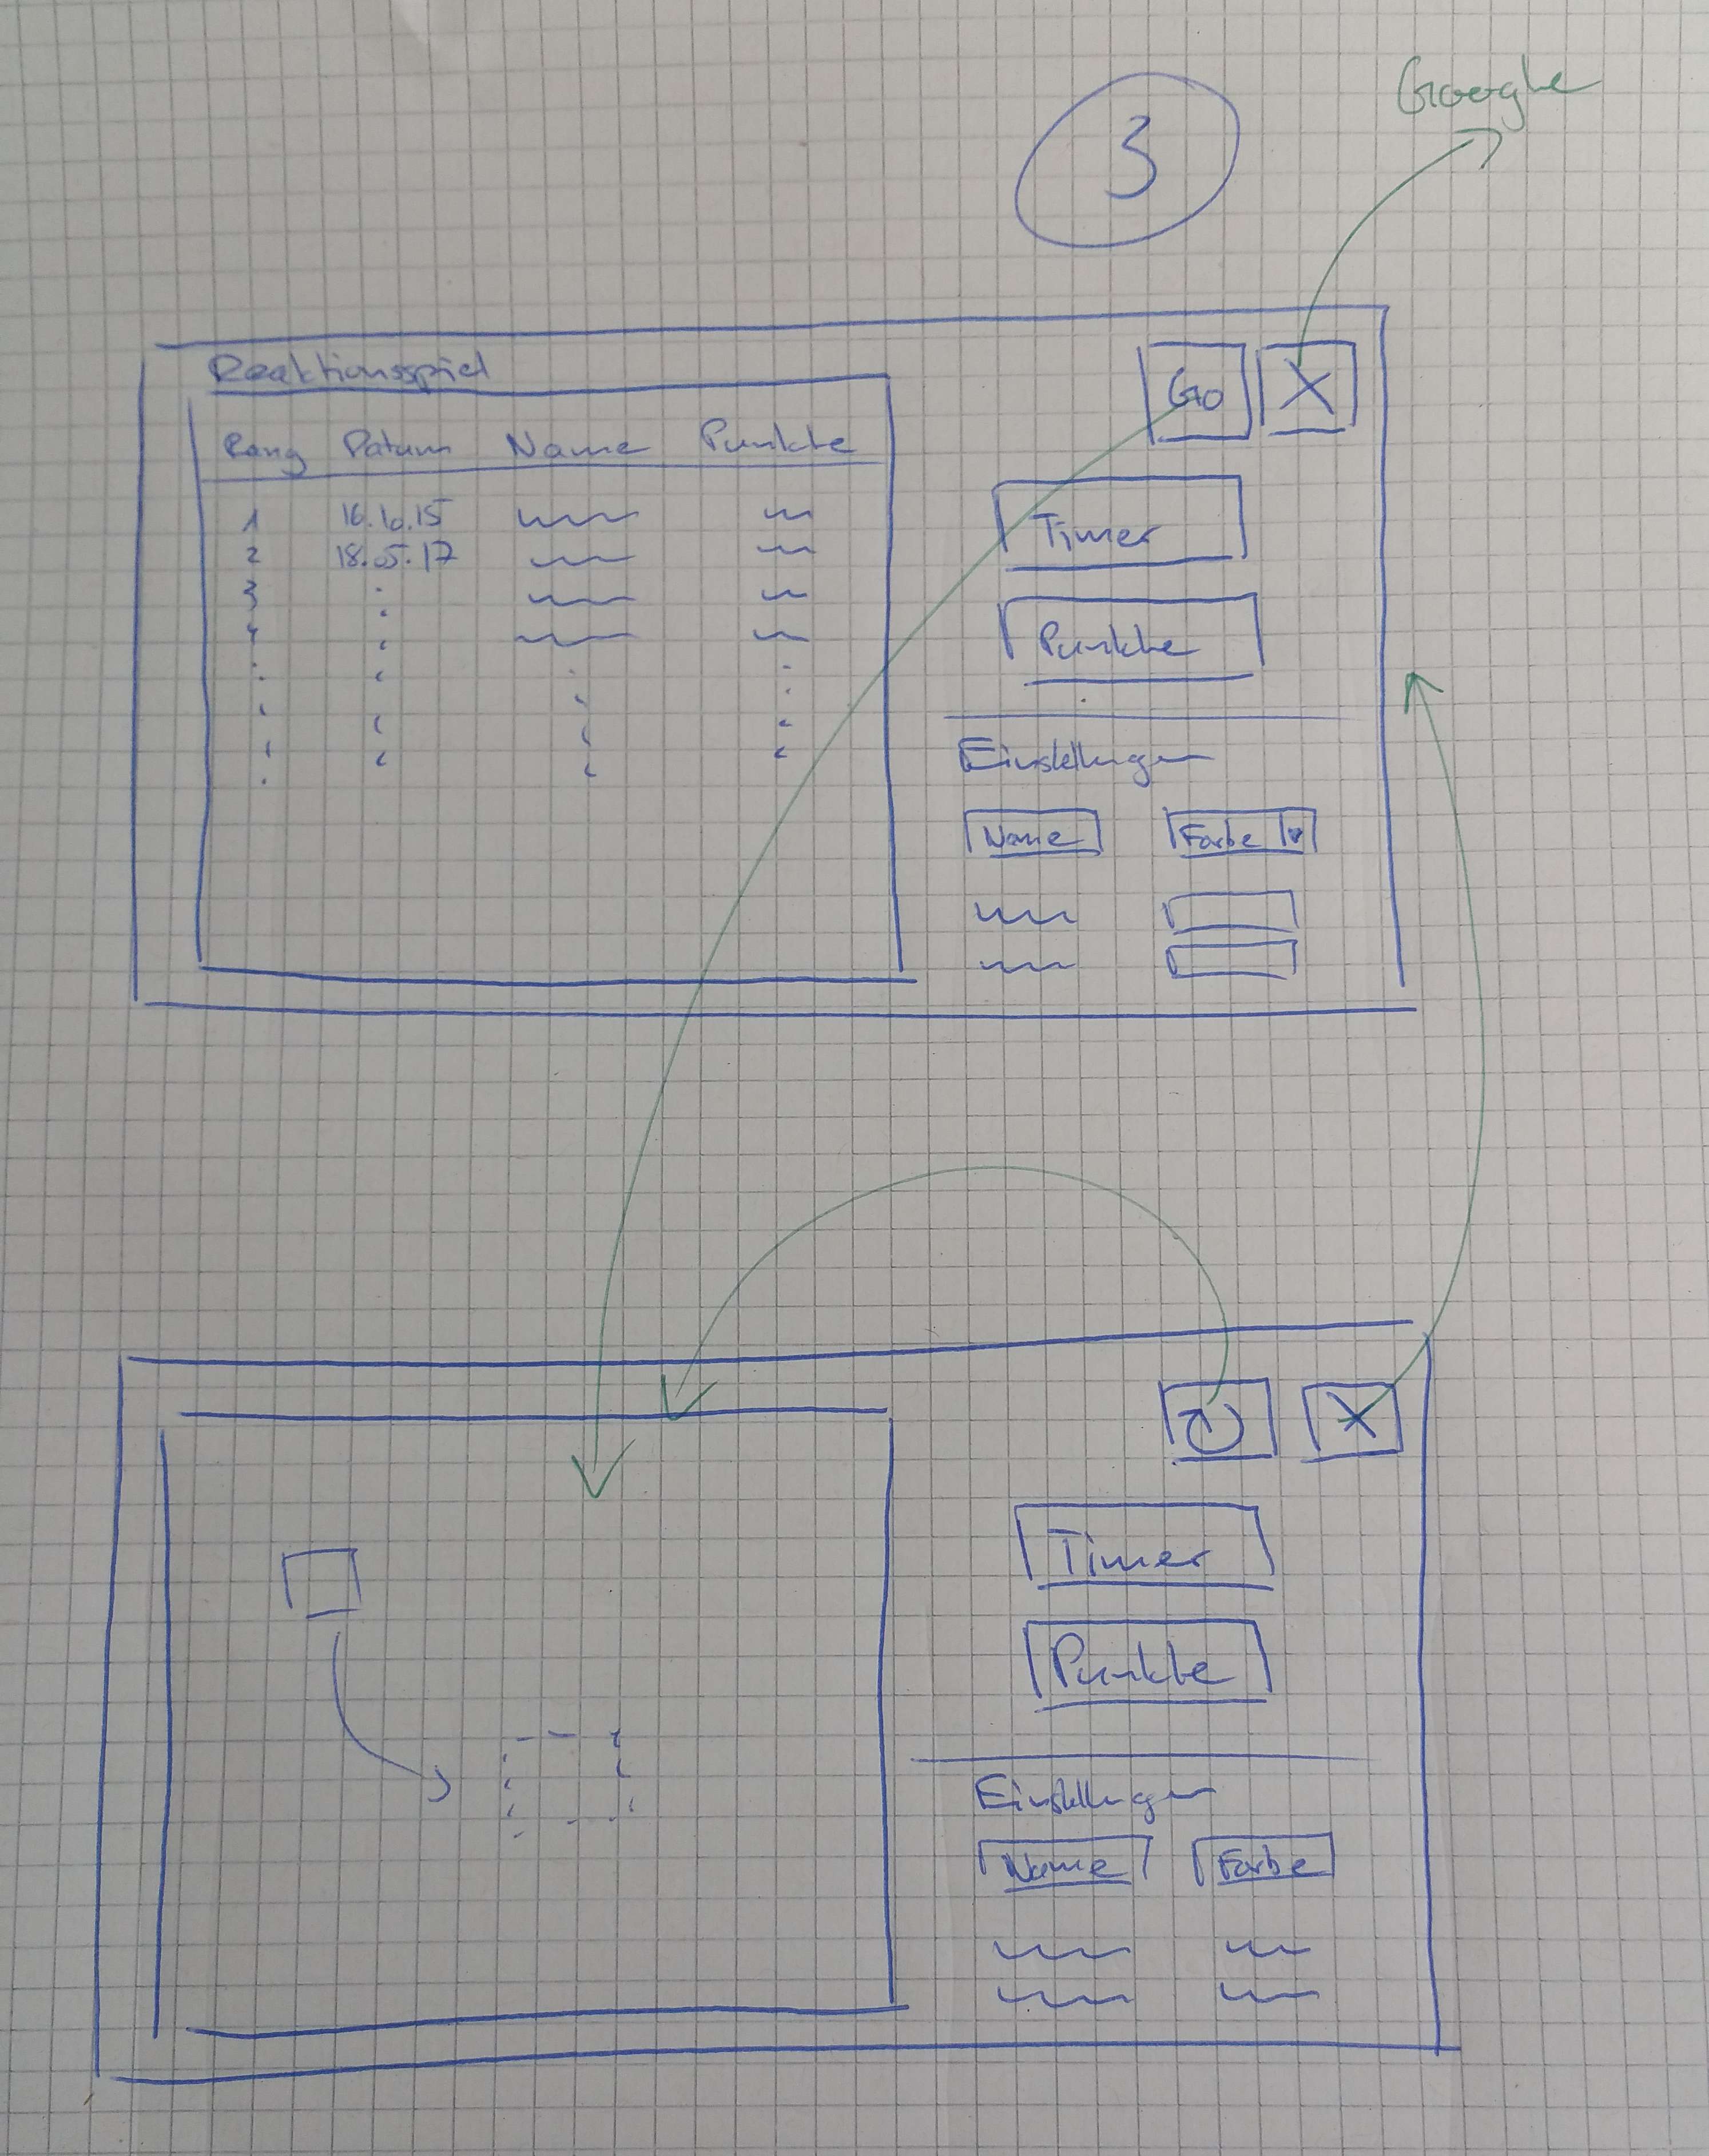 Google
3
Reaktionsspiel
Go X
Rang Datum Name Punkte
1 16.10.15
2 18.05.17
3
4
Timer
Punkte
Einstellungen
Name Farbe
X
Timer
Punkte
Einstellungen
Name Farbe